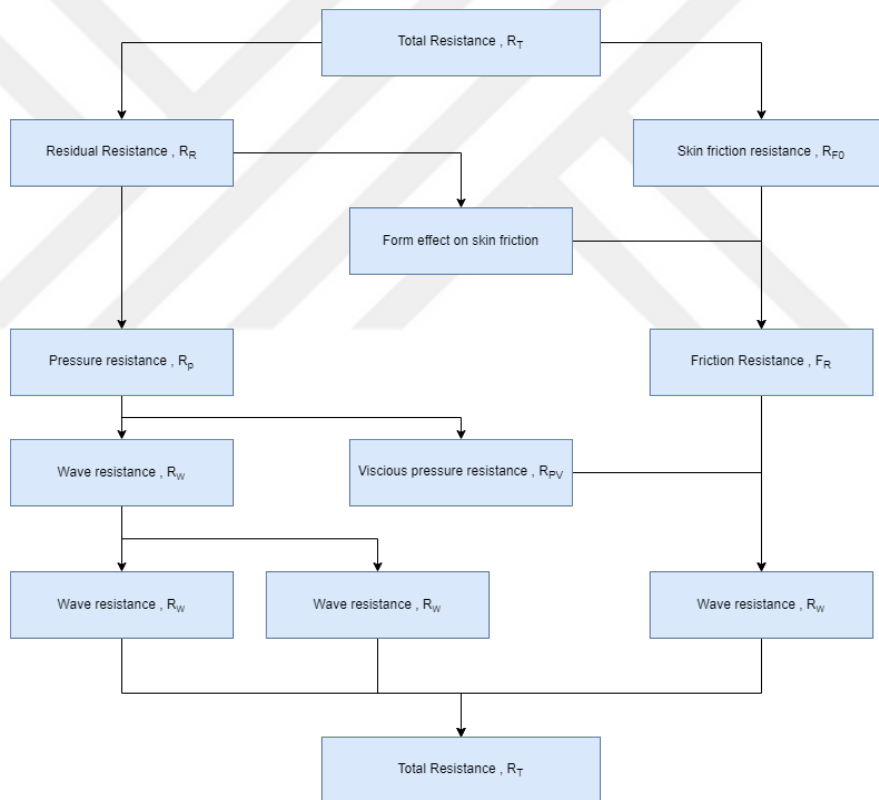 Total Resistance , R_T
Residual Resistance , R_R
Skin friction resistance , R_F0
Form effect on skin friction
Pressure resistance , R_p
Friction Resistance , F_R
Wave resistance , R_w
Viscious pressure resistance , R_PV
Wave resistance , R_w
Wave resistance , R_w
Wave resistance , R_w
Total Resistance , R_T